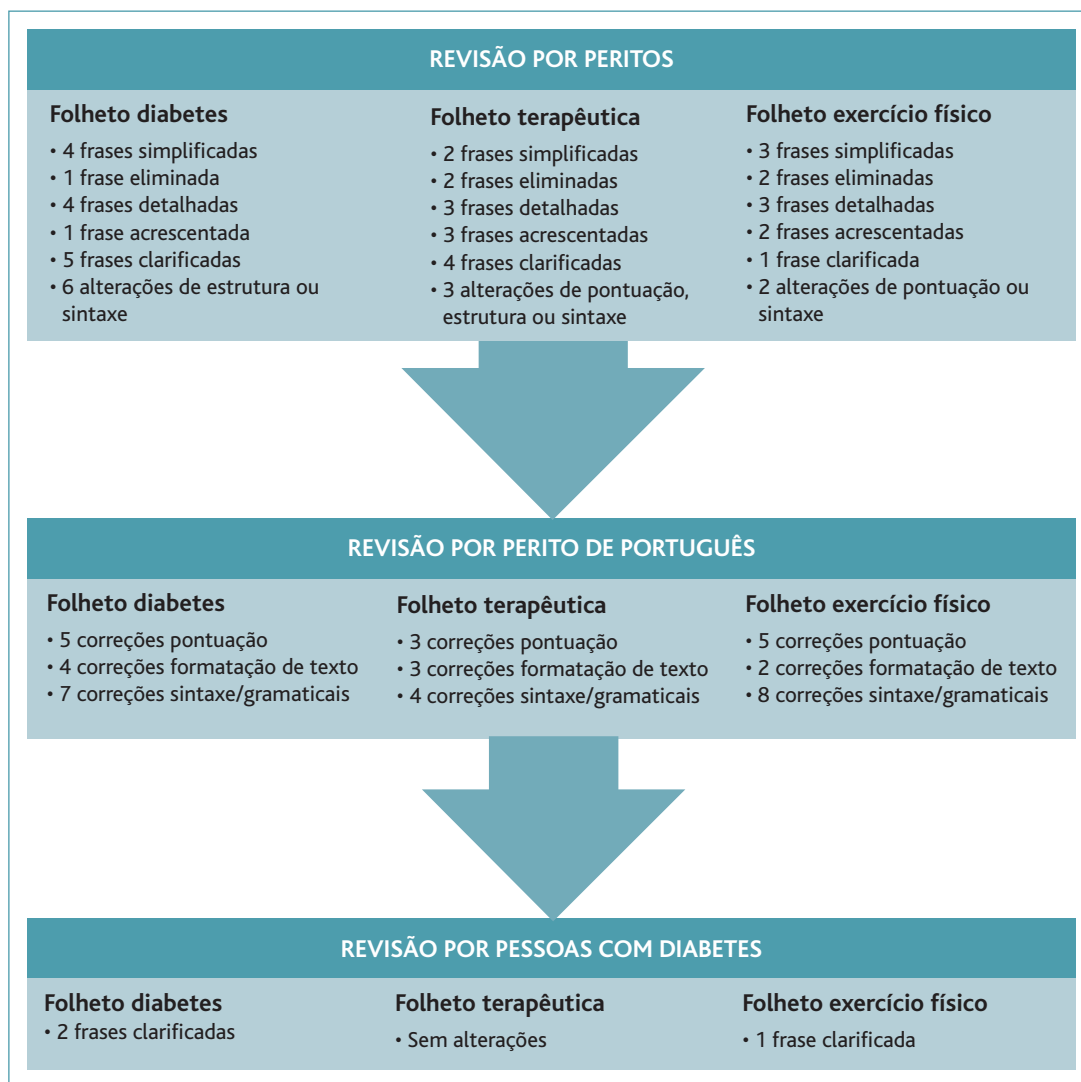 REVISÃO POR PERITOS
Folheto diabetes
• 4 frases simplificadas
• 1 frase eliminada
• 4 frases detalhadas
• 1 frase acrescentada
• 5 frases clarificadas
• 6 alterações de estrutura ou
sintaxe
Folheto terapêutica
• 2 frases simplificadas
• 2 frases eliminadas
• 3 frases detalhadas
• 3 frases acrescentadas
• 4 frases clarificadas
• 3 alterações de pontuação,
estrutura ou sintaxe
Folheto exercício físico
• 3 frases simplificadas
• 2 frases eliminadas
• 3 frases detalhadas
• 2 frases acrescentadas
• 1 frase clarificada
• 2 alterações de pontuação ou
sintaxe
REVISÃO POR PERITO DE PORTUGUÊS
Folheto diabetes
• 5 correções pontuação
• 4 correções formatação de texto
• 7 correções sintaxe/gramaticais
Folheto terapêutica
• 3 correções pontuação
• 3 correções formatação de texto
• 4 correções sintaxe/gramaticais
Folheto exercício físico
• 5 correções pontuação
• 2 correções formatação de texto
• 8 correções sintaxe/gramaticais
REVISÃO POR PESSOAS COM DIABETES
Folheto diabetes
• 2 frases clarificadas
Folheto terapêutica
• Sem alterações
Folheto exercício físico
• 1 frase clarificada